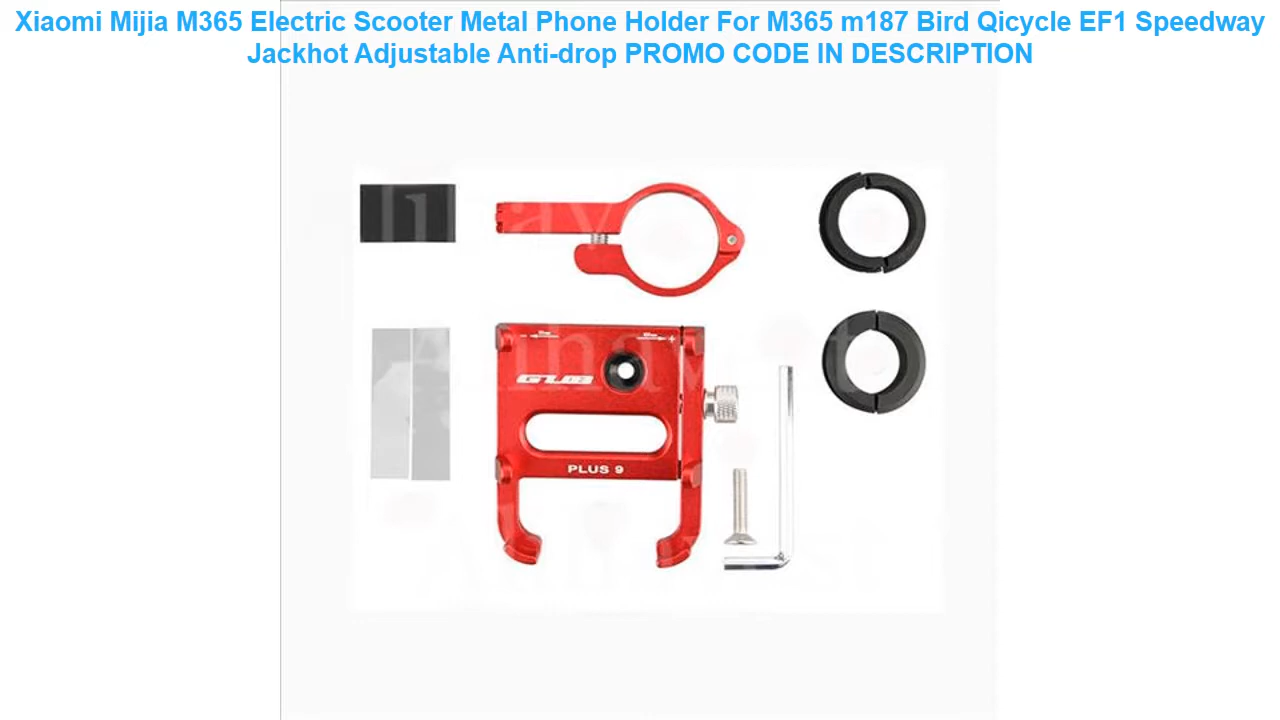 Xiaomi Mijia M365 Electric Scooter Metal Phone Holder For M365 m187 Bird Qicycle EF1 Speedway
Jackhot Adjustable Anti-drop PROMO CODE IN DESCRIPTION
GUB
PLUS 9